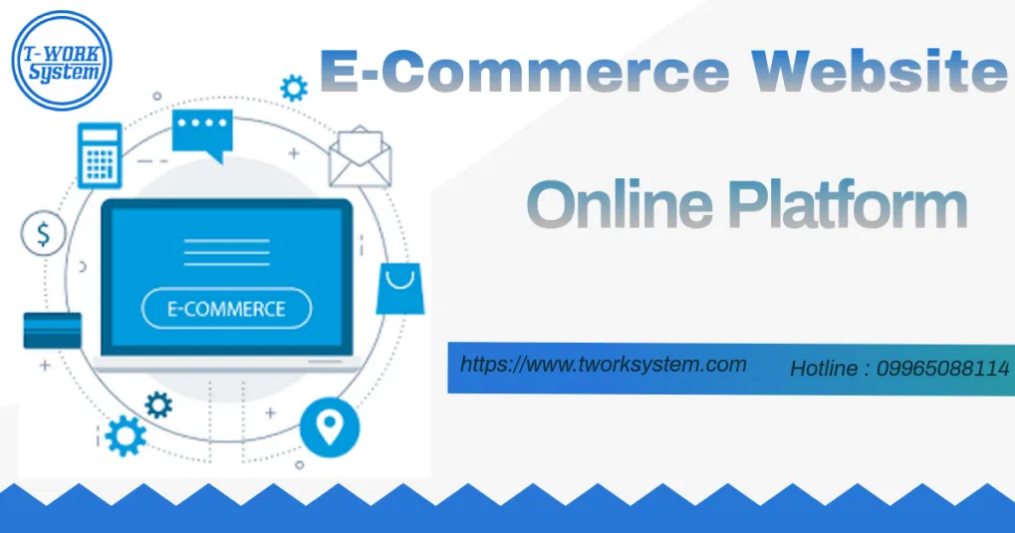 T-WORK
System
E-Commerce Website
Online Platform
$
E-COMMERCE
https://www.tworksystem.com
Hotline : 09965088114